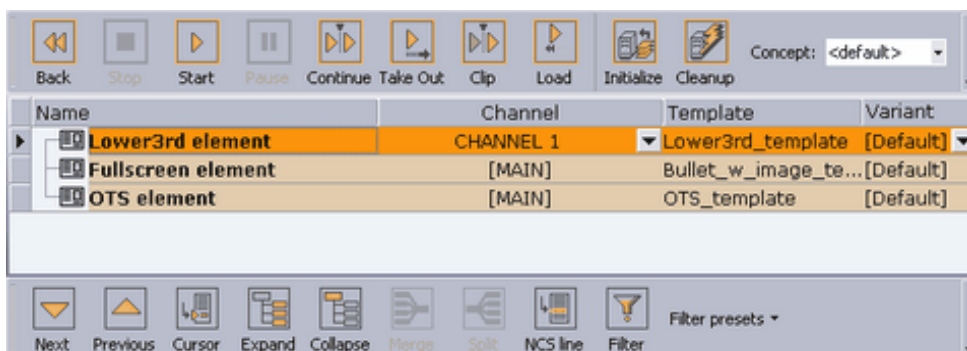 Back Stop Start Pause Continue Take Out Clip Load Initialize Cleanup Concept: <default>
Name Channel Template Variant
Lower3rd element CHANNEL 1 Lower3rd_template [Default]
Fullscreen element [MAIN] Bullet_w_image_te...[Default]
OTS element [MAIN] OTS_template [Default]
Next Previous Cursor Expand Collapse Merge Split NCS line Filter Filter presets